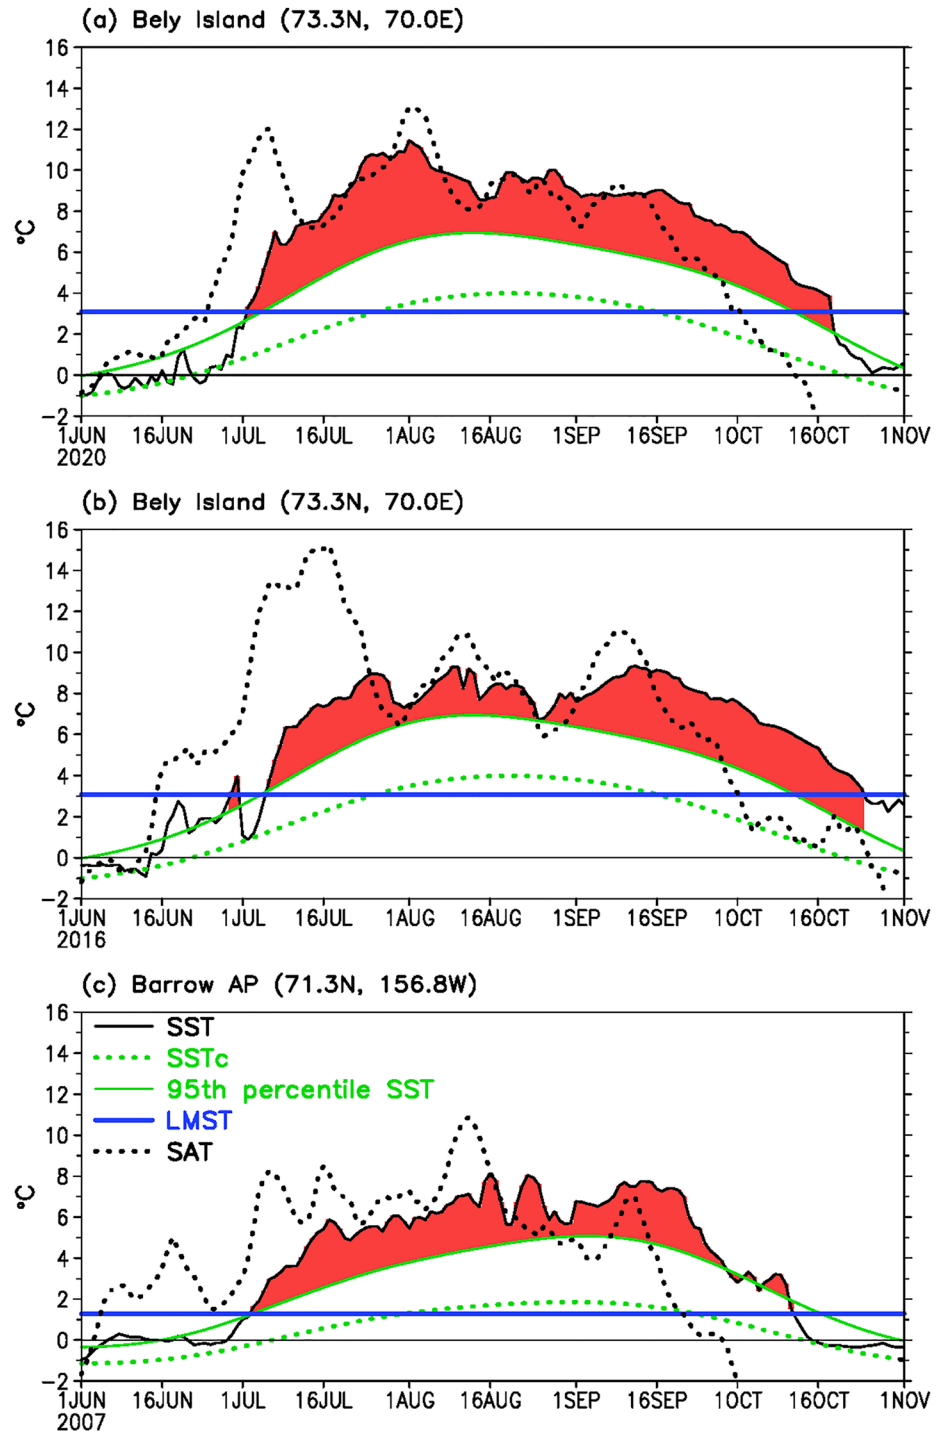 (a) Bely Island (73.3N, 70.0E)
16
14
12
10
8
6
4
2
0
−2
°C
1JUN 16JUN 1JUL 16JUL 1AUG 16AUG 1SEP 16SEP 1OCT 16OCT 1NOV
2020
(b) Bely Island (73.3N, 70.0E)
16
14
12
10
8
6
4
2
0
−2
°C
1JUN 16JUN 1JUL 16JUL 1AUG 16AUG 1SEP 16SEP 1OCT 16OCT 1NOV
2016
(c) Barrow AP (71.3N, 156.8W)
16
14
12
10
8
6
4
2
0
−2
°C
SST
SSTc
95th percentile SST
LMST
SAT
1JUN 16JUN 1JUL 16JUL 1AUG 16AUG 1SEP 16SEP 1OCT 16OCT 1NOV
2007